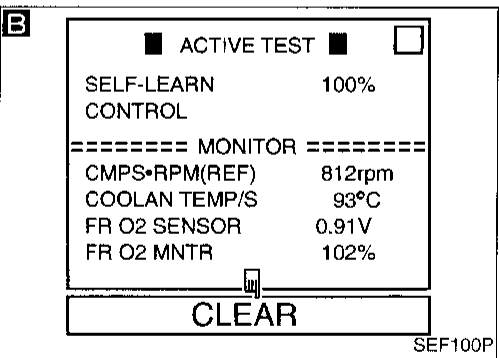 B
■ ACTIVE TEST ■ □
SELF-LEARN 100%
CONTROL
======== MONITOR ========
CMPS•RPM(REF) 812rpm
COOLAN TEMP/S 93°C
FR O2 SENSOR 0.91V
FR O2 MNTR 102%
CLEAR
SEF100P